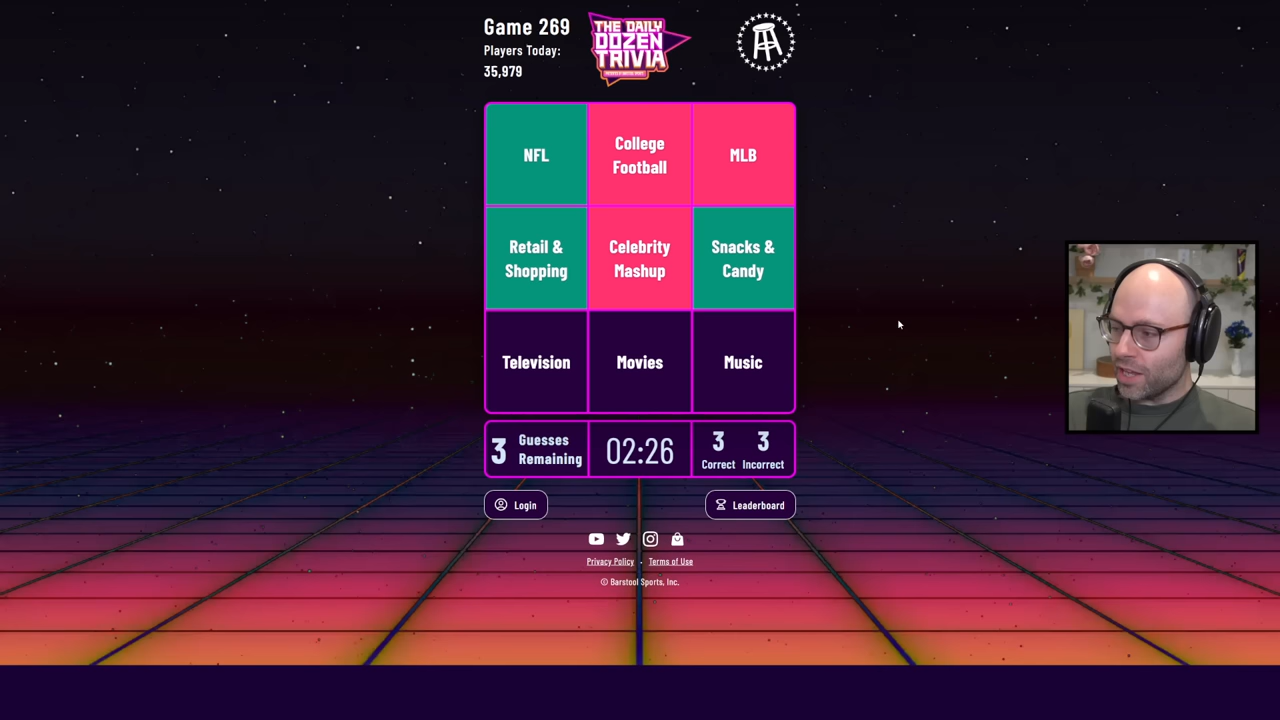 Game 269
Players Today:
35,979
THE DAILY
DOZEN
TRIVIA
NFL
College
Football
MLB
Retail &
Shopping
Celebrity
Mashup
Snacks &
Candy
Television
Movies
Music
3
Guesses
Remaining
02:26
3
Correct
3
Incorrect
Login
Leaderboard
Privacy Policy
Terms of Use
© Barstool Sports, Inc.